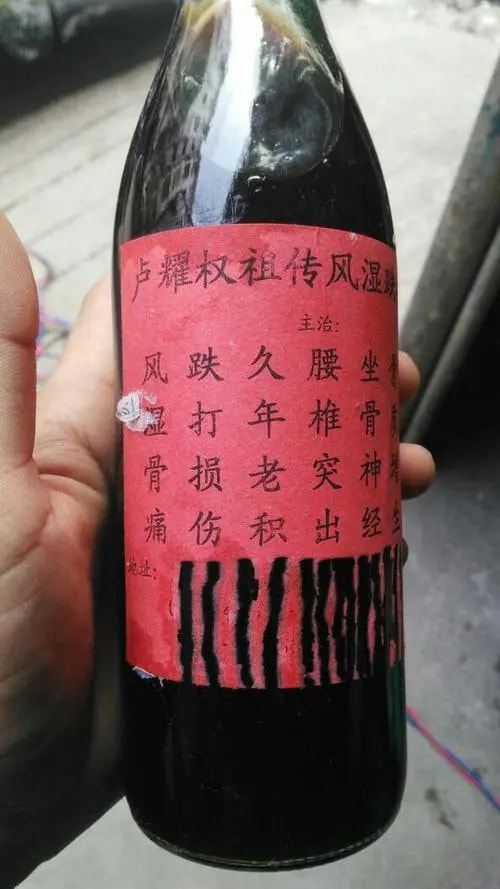 卢耀权祖传风湿跌
主治:
风湿骨痛
跌打损伤
久年老积
腰椎突出
坐骨神经
地址: